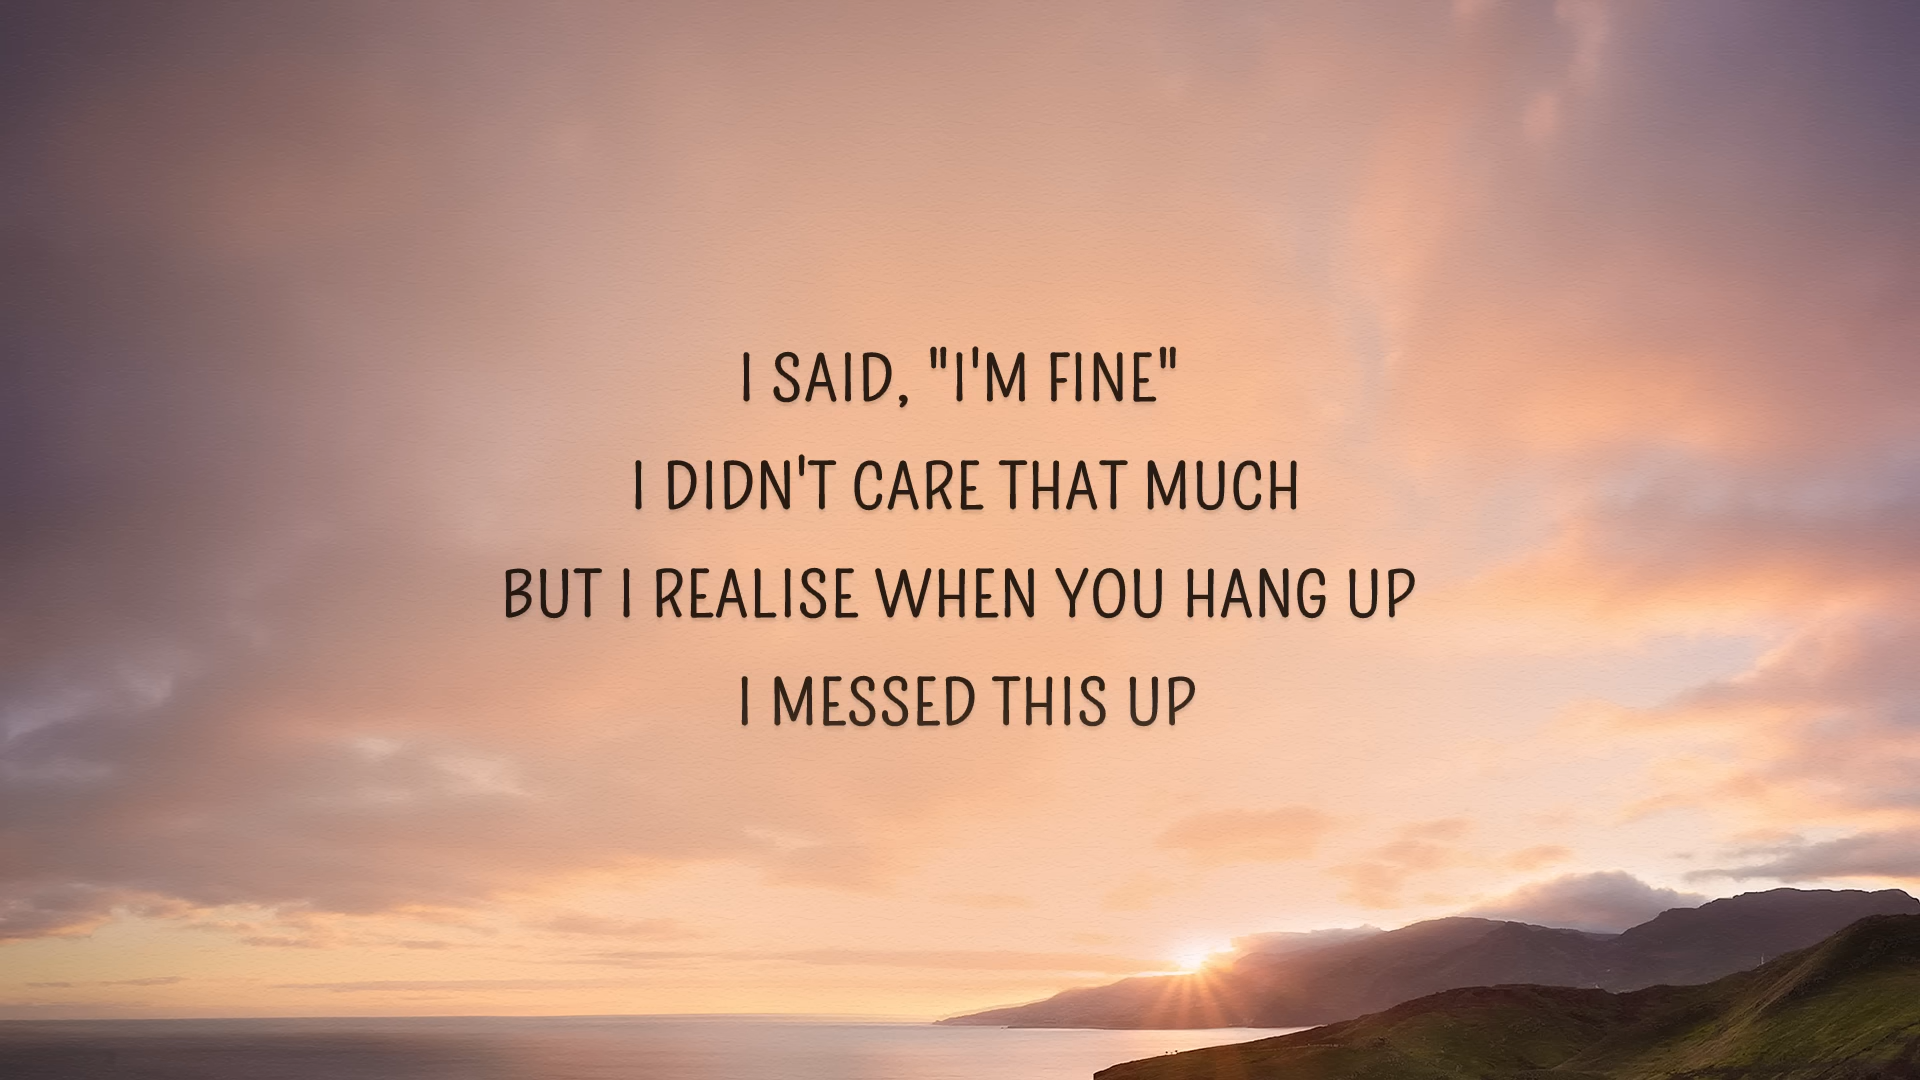 I SAID, "I'M FINE"
I DIDN'T CARE THAT MUCH
BUT I REALISE WHEN YOU HANG UP
I MESSED THIS UP